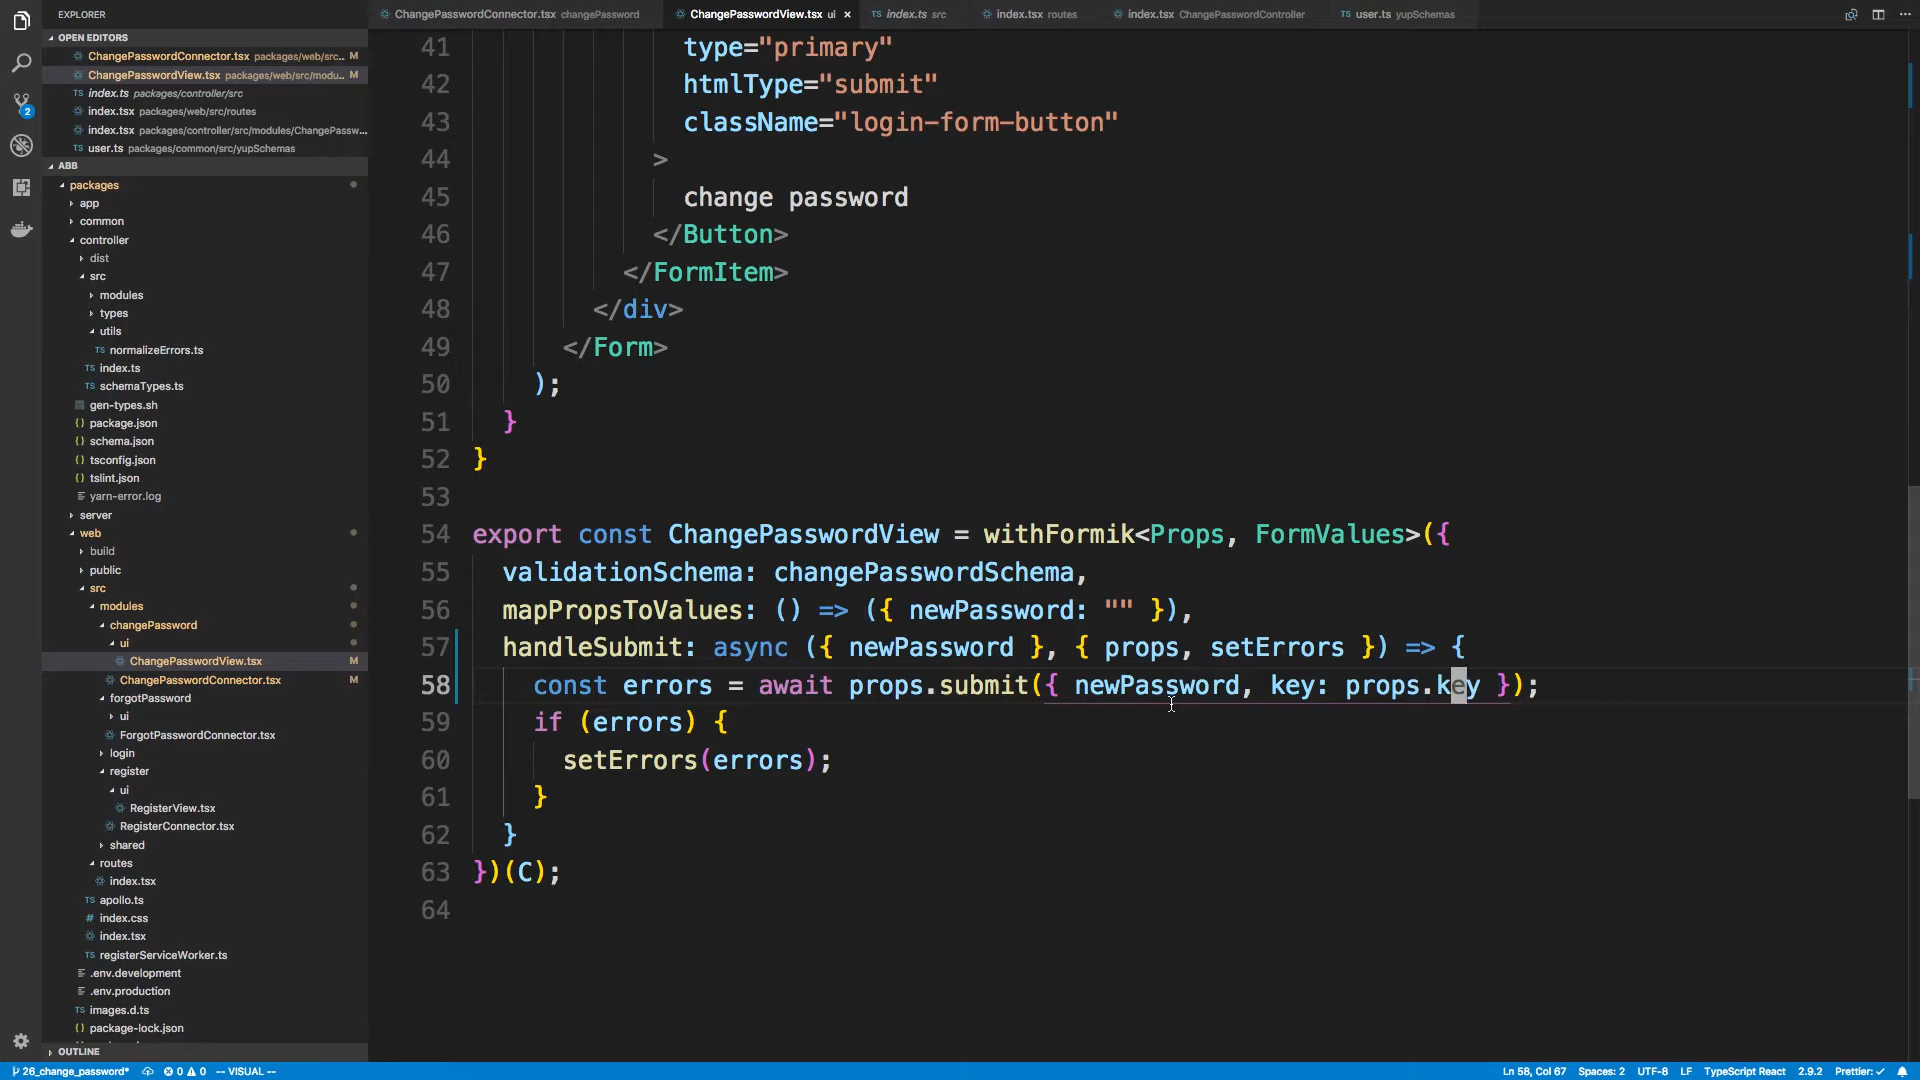 EXPLORER
OPEN EDITORS
ChangePasswordConnector.tsx packages/web/src... M
ChangePasswordView.tsx packages/web/src/modu... M
index.ts packages/controller/src
index.tsx packages/web/src/routes
index.tsx packages/controller/src/modules/ChangePassw...
user.ts packages/common/src/yupSchemas
ABB
packages
app
common
controller
dist
src
modules
types
utils
TS normalizeErrors.ts
TS index.ts
TS schemaTypes.ts
gen-types.sh
package.json
schema.json
tsconfig.json
tslint.json
yarn-error.log
server
web
build
public
src
modules
changePassword
ui
ChangePasswordView.tsx M
ChangePasswordConnector.tsx M
forgotPassword
ui
ForgotPasswordConnector.tsx
login
register
ui
RegisterView.tsx
RegisterConnector.tsx
shared
routes
index.tsx
TS apollo.ts
# index.css
index.tsx
TS registerServiceWorker.ts
.env.development
.env.production
TS images.d.ts
package-lock.json
OUTLINE
ChangePasswordConnector.tsx changePassword
ChangePasswordView.tsx ui ×
TS index.ts src
index.tsx routes
index.tsx ChangePasswordController
TS user.ts yupSchemas
41 type="primary"
42 htmlType="submit"
43 className="login-form-button"
44 >
45 change password
46 </Button>
47 </FormItem>
48 </div>
49 </Form>
50 );
51 }
52 }
53
54 export const ChangePasswordView = withFormik<Props, FormValues>({
55 validationSchema: changePasswordSchema,
56 mapPropsToValues: () => ({ newPassword: "" }),
57 handleSubmit: async ({ newPassword }, { props, setErrors }) => {
58 const errors = await props.submit({ newPassword, key: props.key });
59 if (errors) {
60 setErrors(errors);
61 }
62 }
63 })(C);
64
2
26_change_password* 0 0 -- VISUAL -- Ln 58, Col 67 Spaces: 2 UTF-8 LF TypeScript React 2.9.2 Prettier: ✓